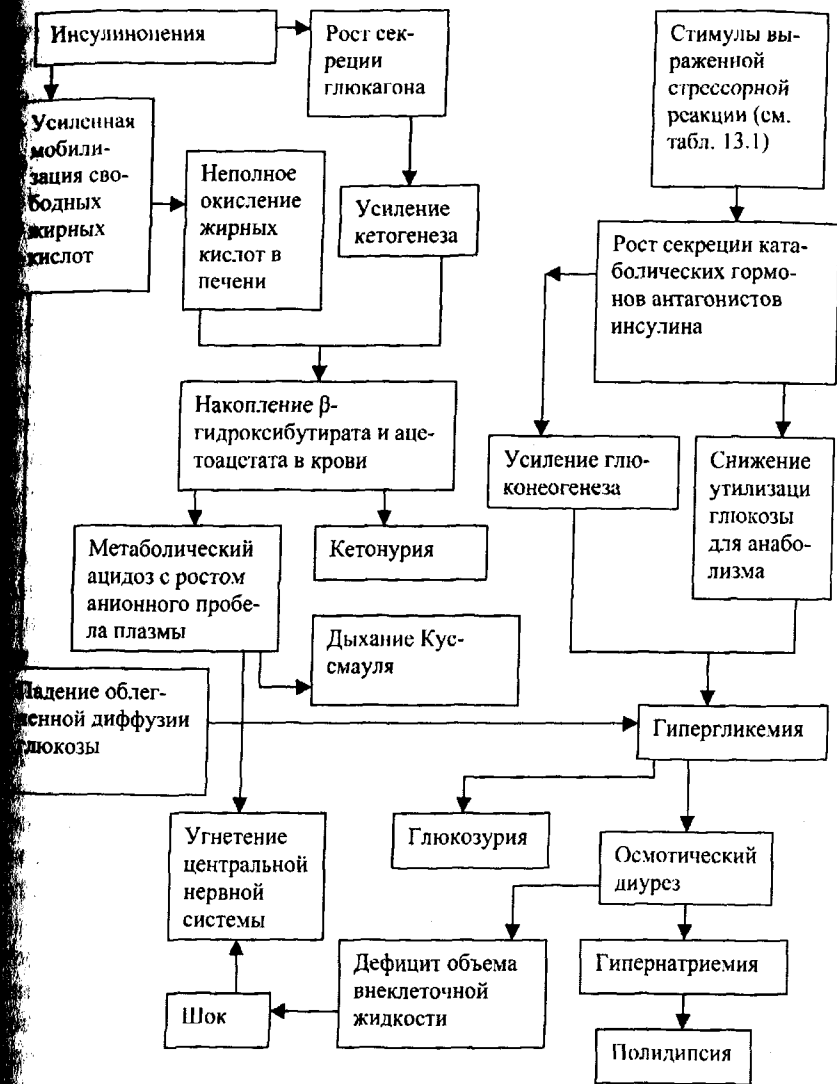 Инсулинопения
Рост сек-
реции
глюкагона
Стимулы вы-
раженной
стрессорной
реакции (см.
табл. 13.1)
Усиленная
мобили-
зация сво-
бодных
жирных
кислот
Неполное
окисление
жирных
кислот в
печени
Усиление
кетогенеза
Рост секреции ката-
болических гормо-
нов антагонистов
инсулина
Накопление β-
гидроксибутирата и аце-
тоацетата в крови
Усиление глю-
конеогенеза
Снижение
утилизаци
глюкозы
для анабо-
лизма
Метаболический
ацидоз с ростом
анионного пробе-
ла плазмы
Кетонурия
Дыхание Кус-
смауля
Падение облег-
ченной диффузии
глюкозы
Гипергликемия
Угнетение
центральной
нервной
системы
Глюкозурия
Осмотический
диурез
Дефицит объема
внеклеточной
жидкости
Гипернатриемия
Шок
Полидипсия